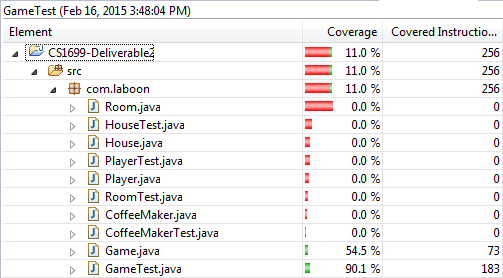 GameTest (Feb 16, 2015 3:48:04 PM)
Element Coverage Covered Instructio...
CS1699-Deliverable2 11.0 % 256
src 11.0 % 256
com.laboon 11.0 % 256
Room.java 0.0 % 0
HouseTest.java 0.0 % 0
House.java 0.0 % 0
PlayerTest.java 0.0 % 0
Player.java 0.0 % 0
RoomTest.java 0.0 % 0
CoffeeMaker.java 0.0 % 0
CoffeeMakerTest.java 0.0 % 0
Game.java 54.5 % 73
GameTest.java 90.1 % 183